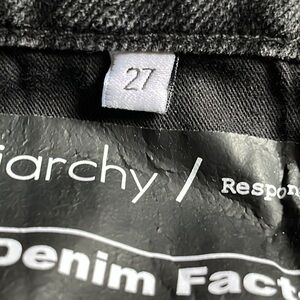 27
iarchy / Respon
Denim Fact